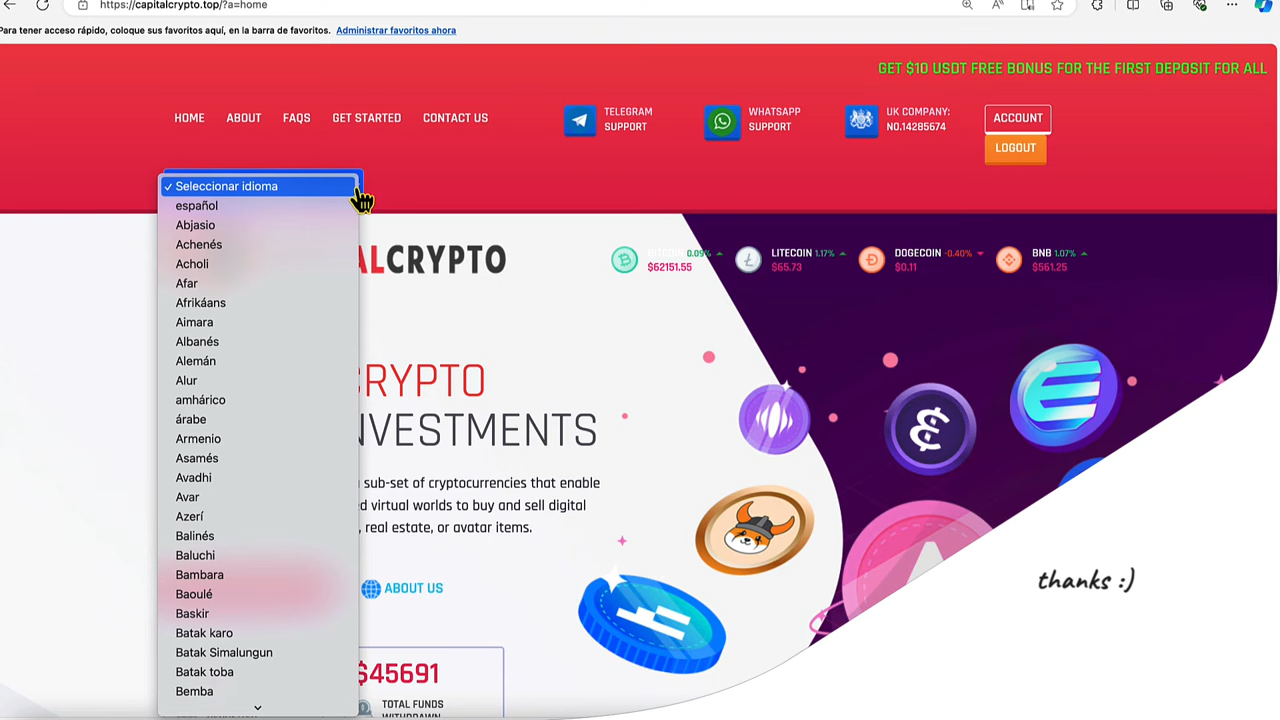 https://capitalcrypto.top/?a=home
Para tener acceso rápido, coloque sus favoritos aquí, en la barra de favoritos. Administrar favoritos ahora
GET $10 USDT FREE BONUS FOR THE FIRST DEPOSIT FOR ALL
HOME ABOUT FAQS GET STARTED CONTACT US
TELEGRAM
SUPPORT
WHATSAPP
SUPPORT
UK COMPANY:
NO.14285674
ACCOUNT
LOGOUT
✓ Seleccionar idioma
español
Abjasio
Achenés
Acholi
Afar
Afrikáans
Aimara
Albanés
Alemán
Alur
amhárico
árabe
Armenio
Asamés
Avadhi
Avar
Azerí
Balinés
Baluchi
Bambara
Baoulé
Baskir
Batak karo
Batak Simalungun
Batak toba
Bemba
ALCRYPTO
BITCOIN 0.09%
$62151.55
LITECOIN 1.17%
$65.73
DOGECOIN -0.40%
$0.11
BNB 1.07%
$561.25
CRYPTO
NVESTMENTS
sub-set of cryptocurrencies that enable
d virtual worlds to buy and sell digital
, real estate, or avatar items.
ABOUT US
$45691
TOTAL FUNDS
WITHDRAWN
thanks :)